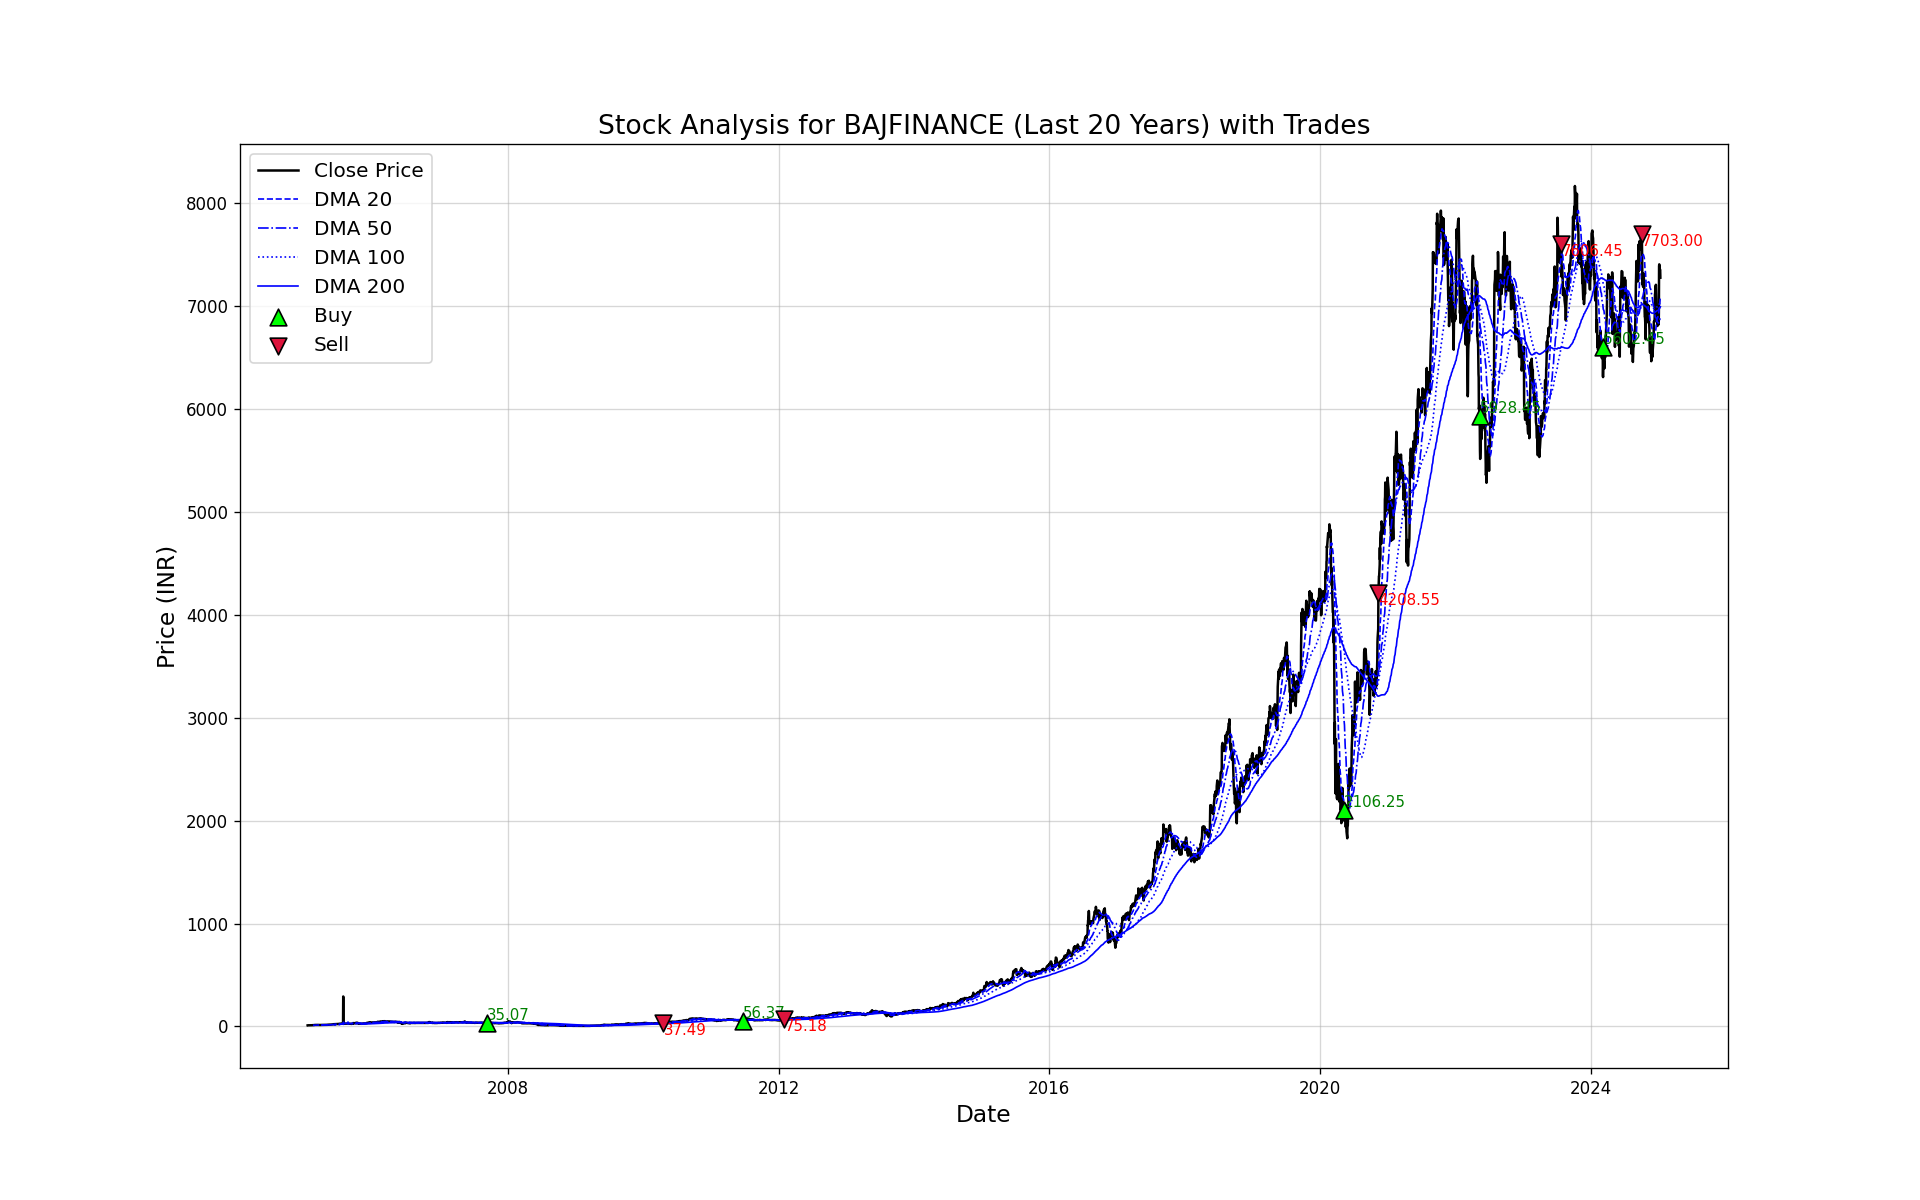 Stock Analysis for BAJFINANCE (Last 20 Years) with Trades
Close Price
DMA 20
DMA 50
DMA 100
DMA 200
Buy
Sell
Price (INR)
8000
7000
6000
5000
4000
3000
2000
1000
0
35.07
37.49
56.37
75.18
2106.25
4208.55
7703.00
2008
2012
2016
2020
2024
Date